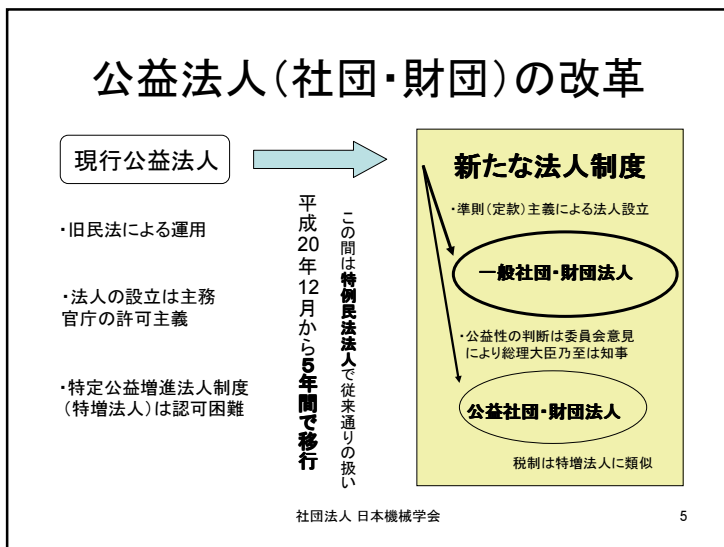 公益法人(社団・財団)の改革
現行公益法人
・旧民法による運用
・法人の設立は主務
官庁の許可主義
・特定公益増進法人制度
(特増法人)は認可困難
この間は特例民法法人で従来通りの扱い
平成20年12月から5年間で移行
新たな法人制度
・準則(定款)主義による法人設立
一般社団・財団法人
・公益性の判断は委員会意見
により総理大臣乃至は知事
公益社団・財団法人
税制は特増法人に類似
社団法人 日本機械学会
5